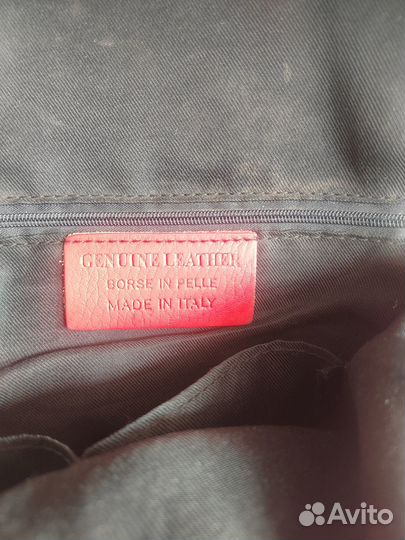 GENUINE LEATHER
BORSE IN PELLE
MADE IN ITALY
Avito